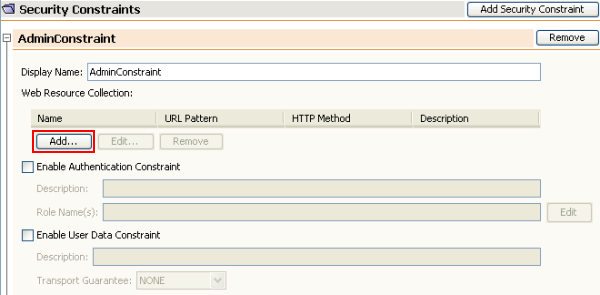 Security Constraints Add Security Constraint
AdminConstraint Remove
Display Name: AdminConstraint
Web Resource Collection:
Name URL Pattern HTTP Method Description
Add... Edit... Remove
Enable Authentication Constraint
Description:
Role Name(s): Edit
Enable User Data Constraint
Description:
Transport Guarantee: NONE